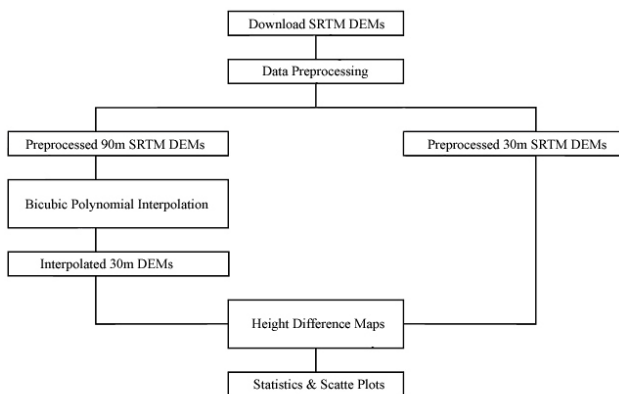 Download SRTM DEMs
Data Preprocessing
Preprocessed 90m SRTM DEMs
Preprocessed 30m SRTM DEMs
Bicubic Polynomial Interpolation
Interpolated 30m DEMs
Height Difference Maps
Statistics & Scatte Plots